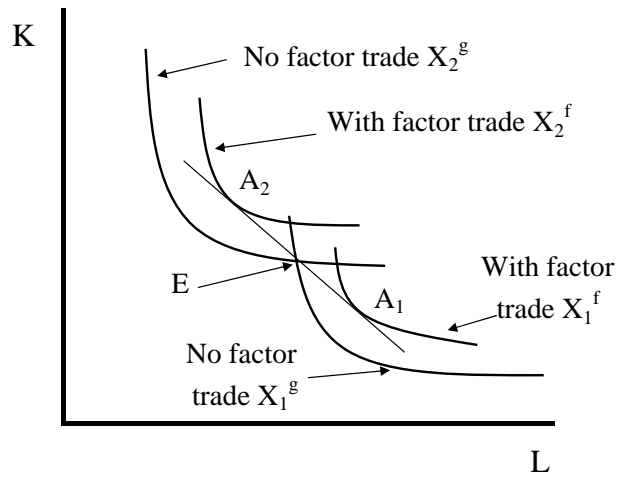 K
No factor trade X₂ᵍ
With factor trade X₂ᶠ
A₂
E
A₁
With factor
trade X₁ᶠ
No factor
trade X₁ᵍ
L